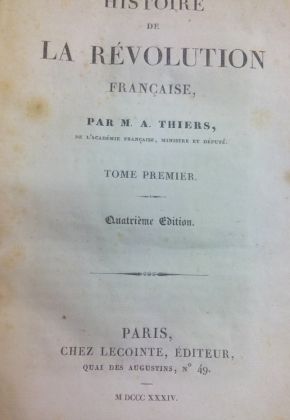 HISTOIRE
DE
LA RÉVOLUTION
FRANÇAISE,
PAR M. A. THIERS,
DE L'ACADÉMIE FRANÇAISE, MINISTRE ET DÉPUTÉ.
TOME PREMIER.
Quatrième Edition.
PARIS,
CHEZ LECOINTE, ÉDITEUR,
QUAI DES AUGUSTINS, N° 49.
M DCCC XXXIV.